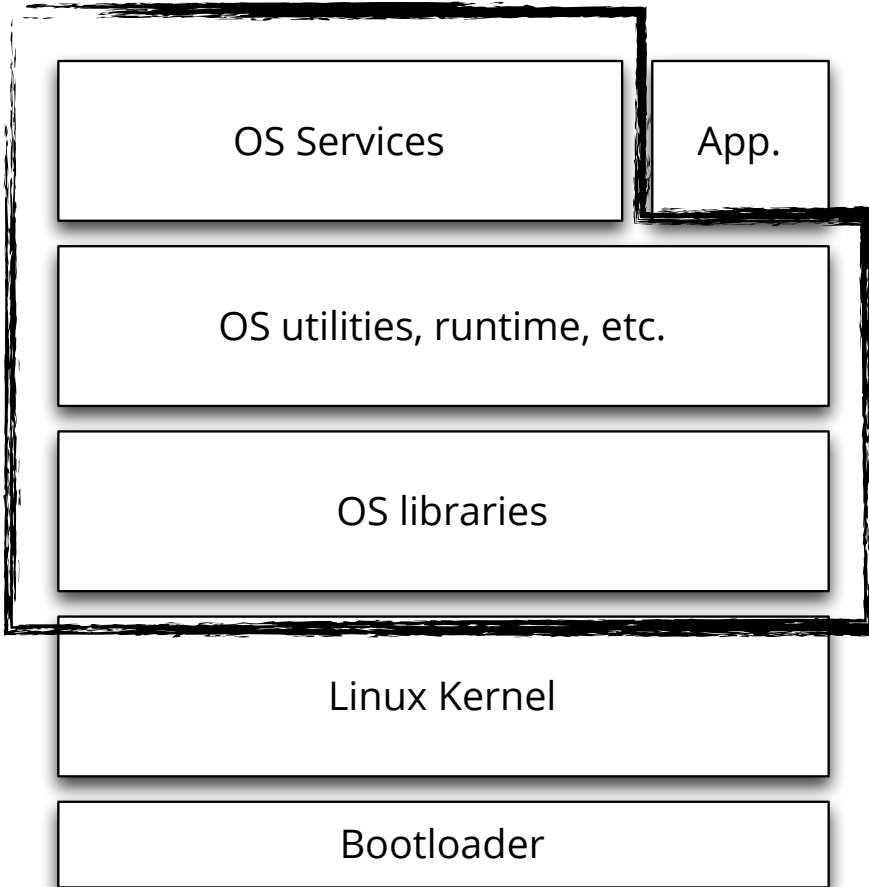 OS Services
App.
OS utilities, runtime, etc.
OS libraries
Linux Kernel
Bootloader